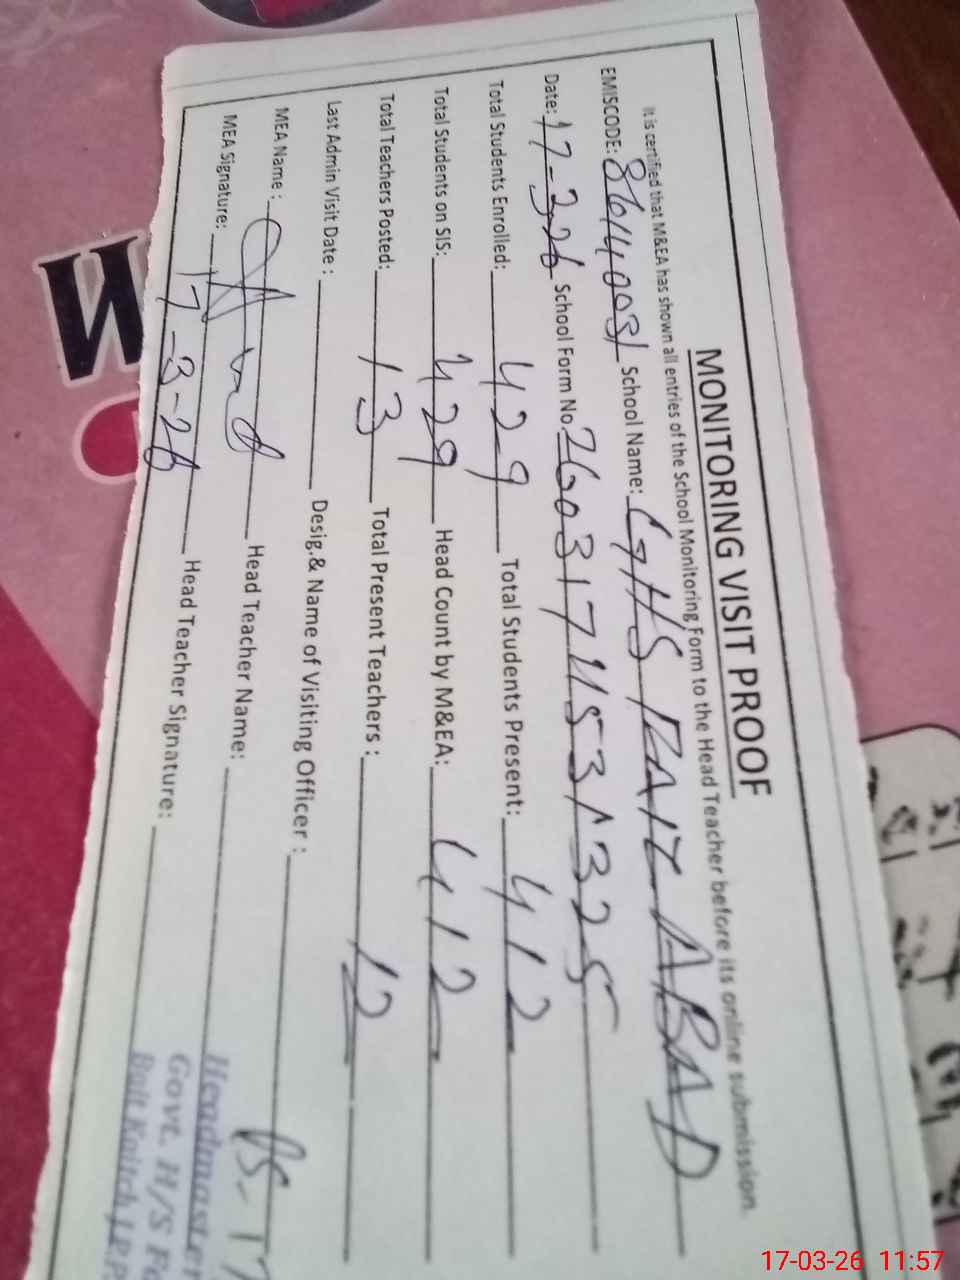 MONITORING VISIT PROOF
It is certified that M&EA has shown all entries of the School Monitoring Form to the Head Teacher before its online submission.
EMISCODE: School Name: GHS FAIZ ABAD
Date: 17-3-26 School Form No.
Total Students Enrolled: 429 Total Students Present: 412
Total Students on SIS: 429 Head Count by M&EA: 412
Total Teachers Posted: 13 Total Present Teachers : 12
Last Admin Visit Date : Desig.& Name of Visiting Officer :
MEA Name : Head Teacher Name:
MEA Signature: 17-3-26 Head Teacher Signature:
Headmaster
Govt. H/S
17-03-26 11:57